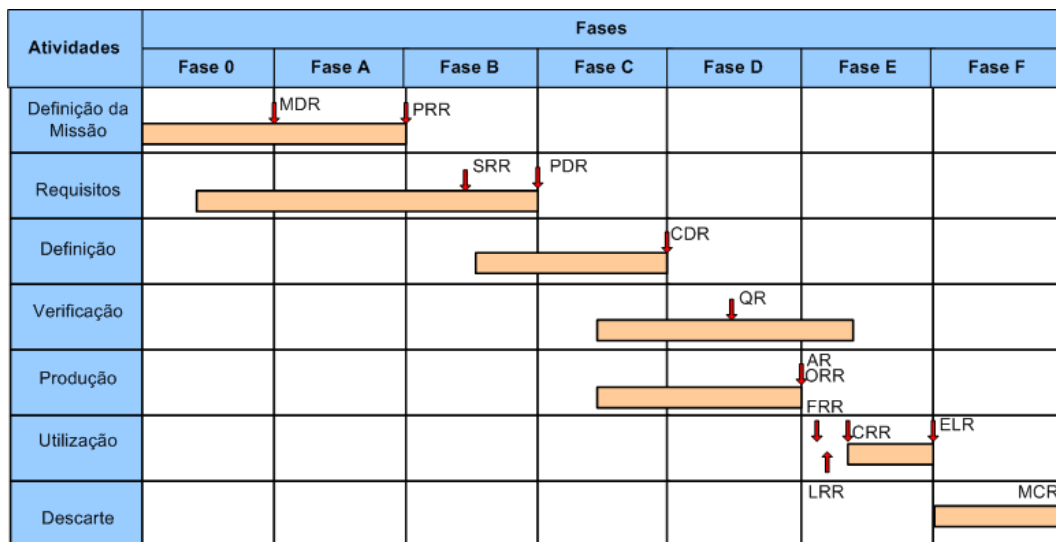 Atividades
Fases
Fase 0
Fase A
Fase B
Fase C
Fase D
Fase E
Fase F
Definição da
Missão
MDR
PRR
Requisitos
SRR
PDR
Definição
CDR
Verificação
QR
Produção
AR
ORR
FRR
Utilização
CRR
ELR
LRR
Descarte
MCR